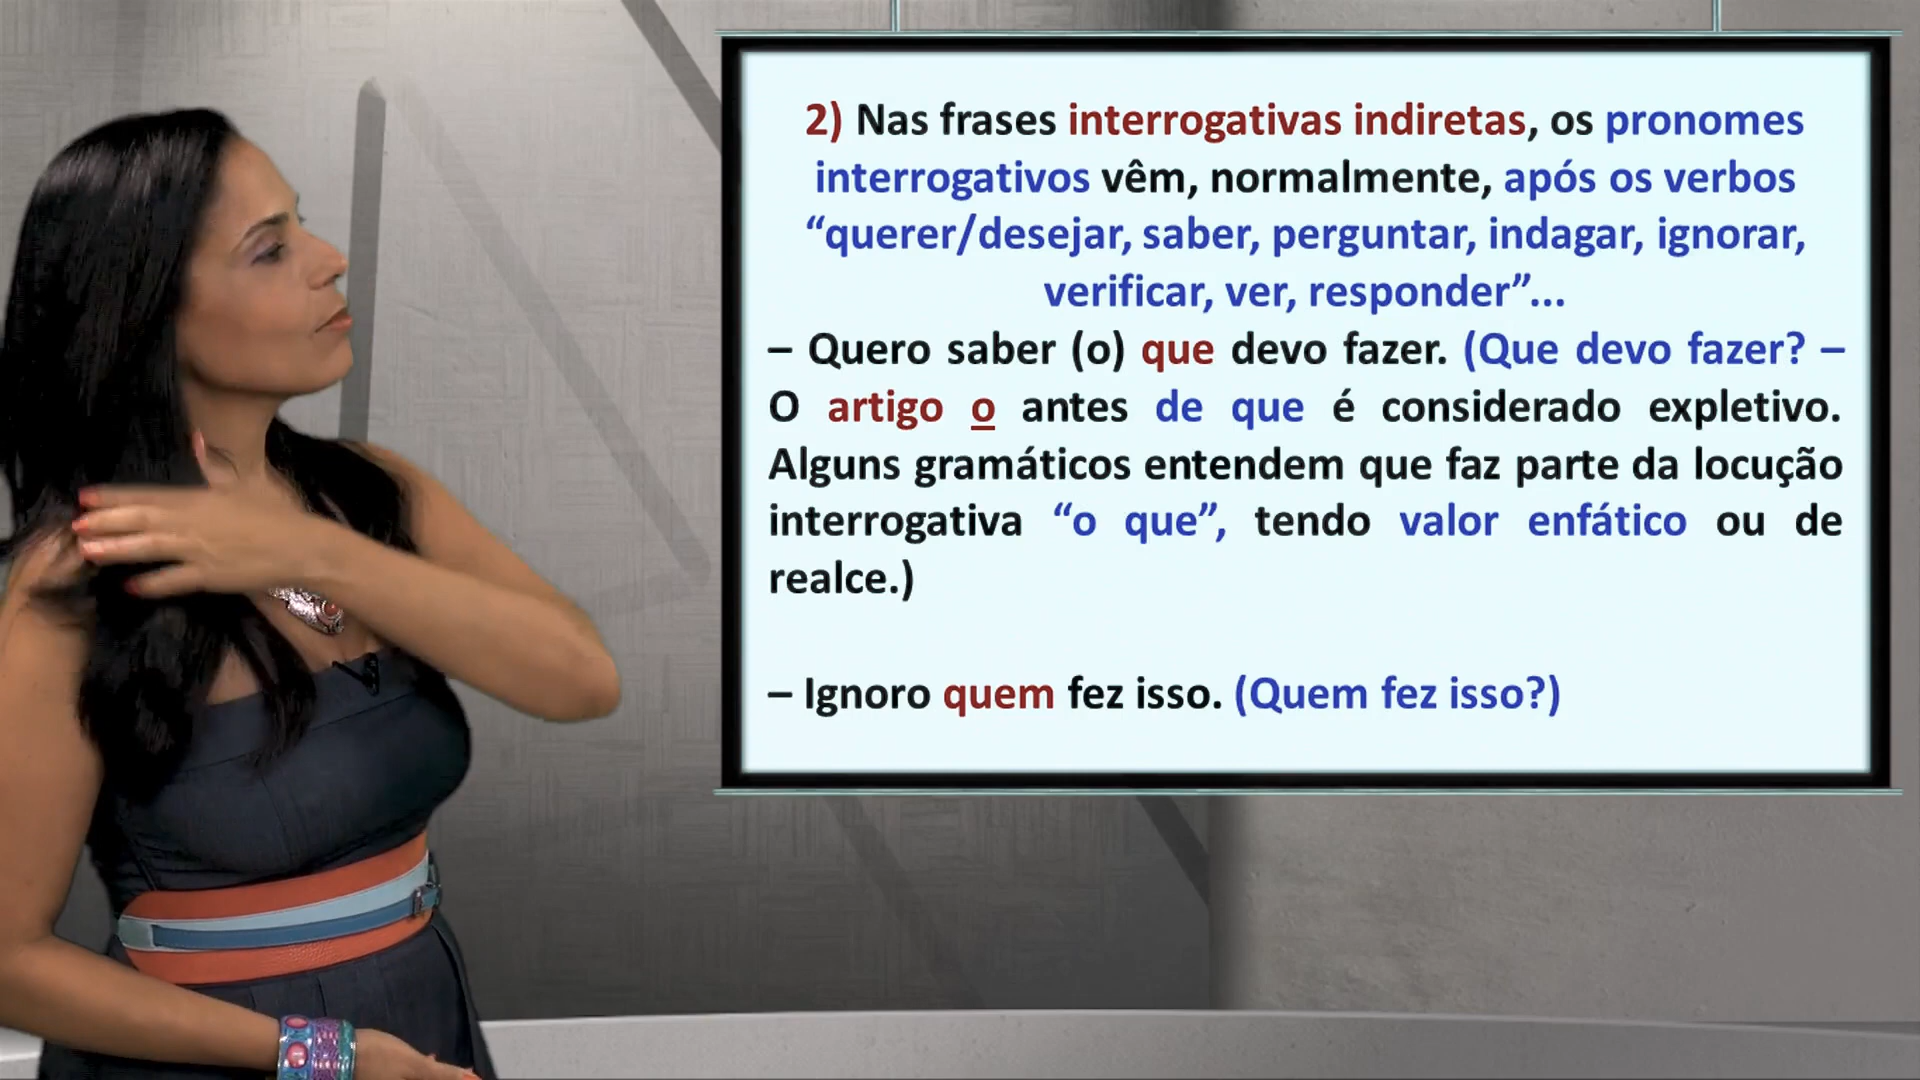 2) Nas frases interrogativas indiretas, os pronomes
interrogativos vêm, normalmente, após os verbos
“querer/desejar, saber, perguntar, indagar, ignorar,
verificar, ver, responder”...
– Quero saber (o) que devo fazer. (Que devo fazer? –
O artigo o antes de que é considerado expletivo.
Alguns gramáticos entendem que faz parte da locução
interrogativa “o que”, tendo valor enfático ou de
realce.)
– Ignoro quem fez isso. (Quem fez isso?)